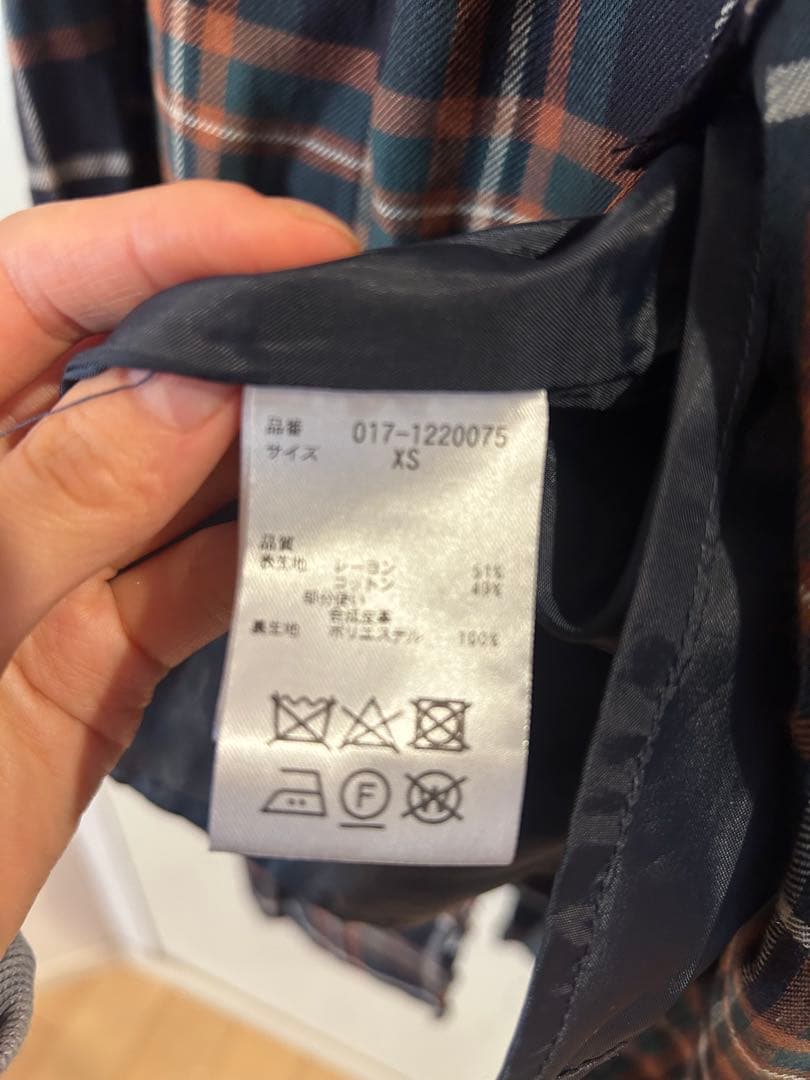 品番 017-1220075
サイズ XS
品質
表生地 レーヨン 51%
コットン 49%
部分使い
合成皮革
裏生地 ポリエステル 100%
F W